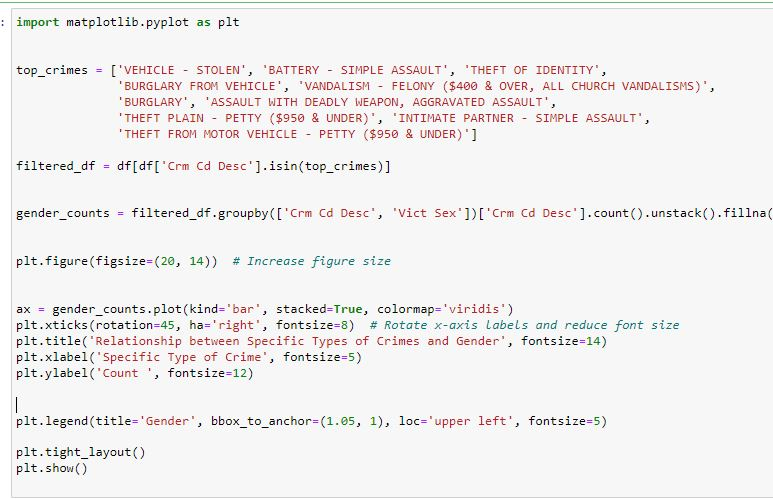 : import matplotlib.pyplot as plt
top_crimes = ['VEHICLE - STOLEN', 'BATTERY - SIMPLE ASSAULT', 'THEFT OF IDENTITY',
'BURGLARY FROM VEHICLE', 'VANDALISM - FELONY ($400 & OVER, ALL CHURCH VANDALISMS)',
'BURGLARY', 'ASSAULT WITH DEADLY WEAPON, AGGRAVATED ASSAULT',
'THEFT PLAIN - PETTY ($950 & UNDER)', 'INTIMATE PARTNER - SIMPLE ASSAULT',
'THEFT FROM MOTOR VEHICLE - PETTY ($950 & UNDER)']
filtered_df = df[df['Crm Cd Desc'].isin(top_crimes)]
gender_counts = filtered_df.groupby(['Crm Cd Desc', 'Vict Sex'])['Crm Cd Desc'].count().unstack().fillna(
plt.figure(figsize=(20, 14))  # Increase figure size
ax = gender_counts.plot(kind='bar', stacked=True, colormap='viridis')
plt.xticks(rotation=45, ha='right', fontsize=8)  # Rotate x-axis labels and reduce font size
plt.title('Relationship between Specific Types of Crimes and Gender', fontsize=14)
plt.xlabel('Specific Type of Crime', fontsize=5)
plt.ylabel('Count ', fontsize=12)
plt.legend(title='Gender', bbox_to_anchor=(1.05, 1), loc='upper left', fontsize=5)
plt.tight_layout()
plt.show()